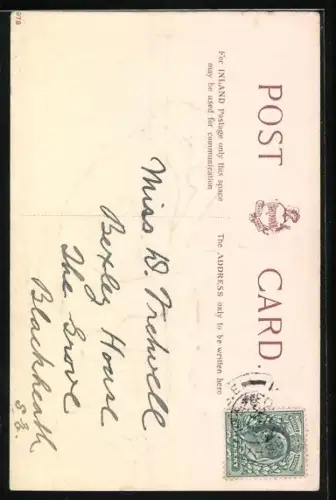 POST CARD.
For INLAND Postage only this space
may be used for communication
The ADDRESS only to be written here
Miss D. Trehwell
Bexley House
The Grove
Blackheath
S.E.